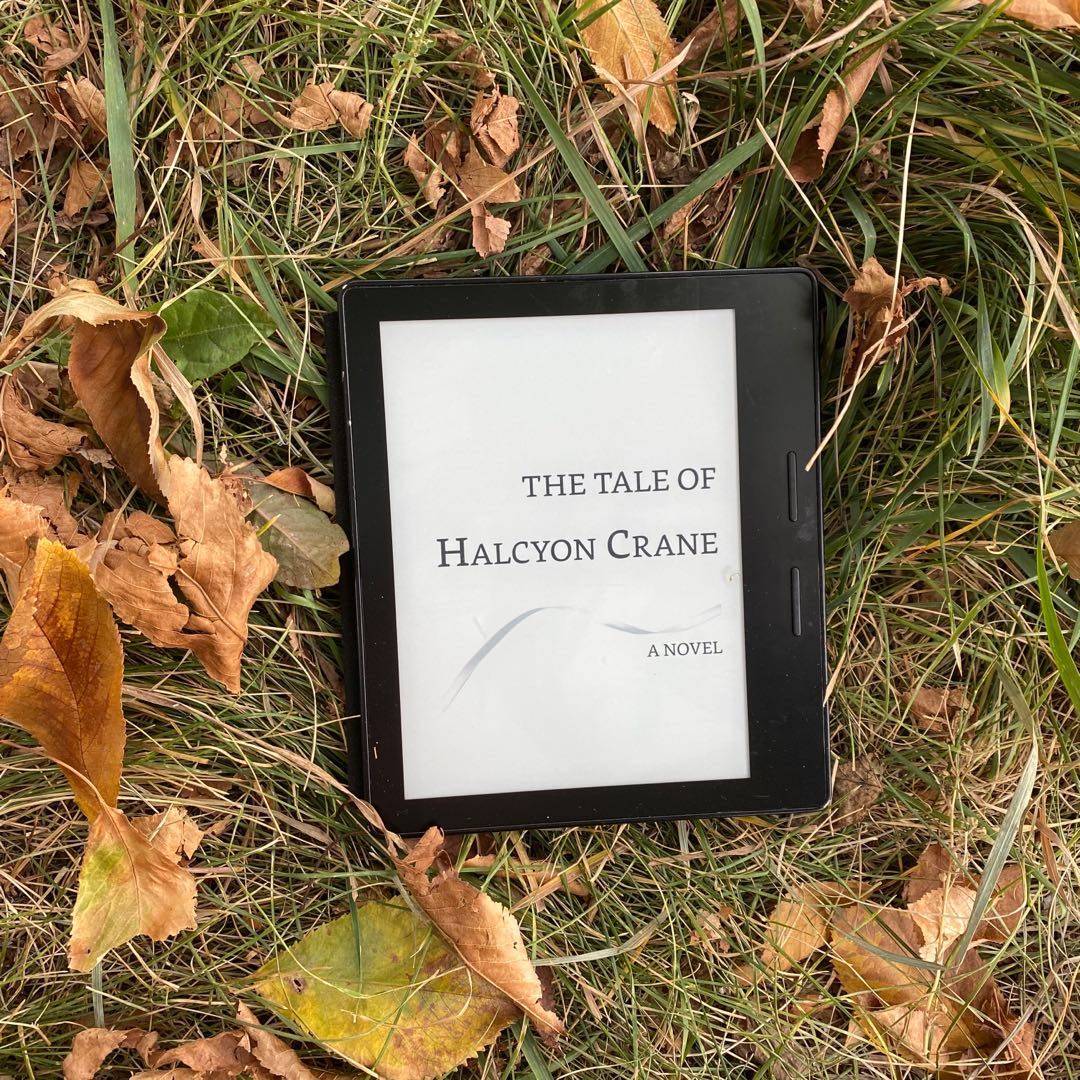 THE TALE OF
HALCYON CRANE
A NOVEL